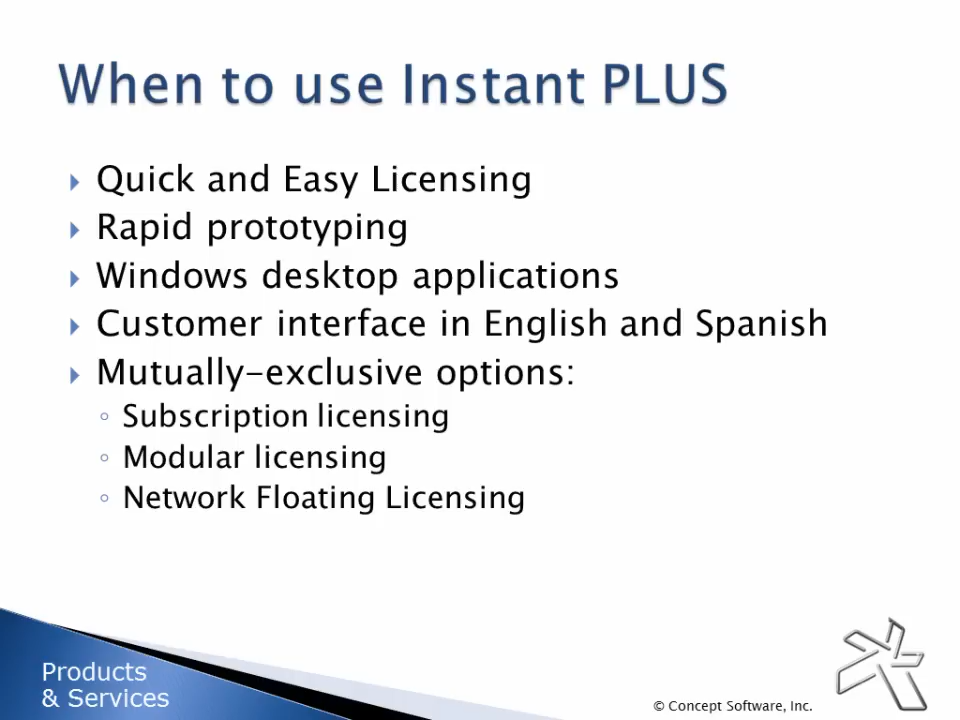 When to use Instant PLUS
Quick and Easy Licensing
Rapid prototyping
Windows desktop applications
Customer interface in English and Spanish
Mutually-exclusive options:
Subscription licensing
Modular licensing
Network Floating Licensing
Products
& Services
© Concept Software, Inc.